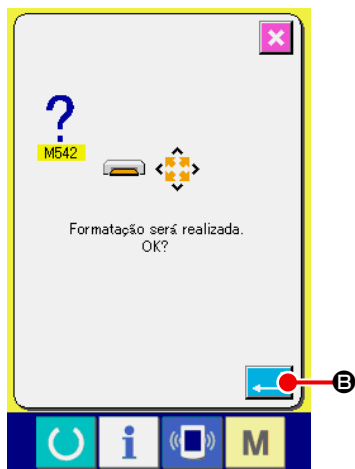 ?
M542
Formatação será realizada.
OK?
B
i
M